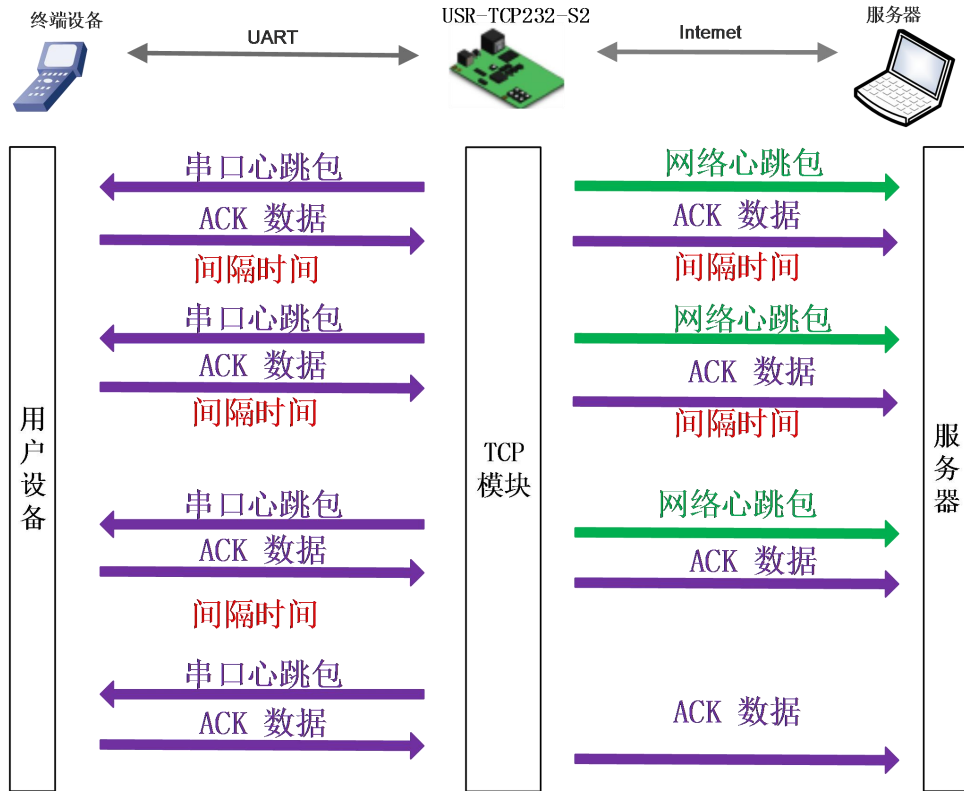 终端设备
UART
USR-TCP232-S2
Internet
服务器
串口心跳包
网络心跳包
ACK 数据
ACK 数据
间隔时间
间隔时间
串口心跳包
网络心跳包
ACK 数据
ACK 数据
间隔时间
间隔时间
用户设备
TCP
模块
服务器
串口心跳包
网络心跳包
ACK 数据
ACK 数据
间隔时间
串口心跳包
ACK 数据
ACK 数据